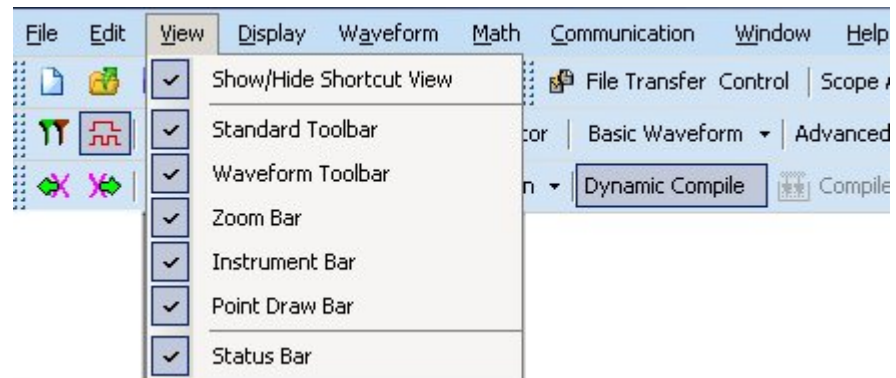 File Edit View Display Waveform Math Communication Window Help
Show/Hide Shortcut View
File Transfer Control Scope
Standard Toolbar
Basic Waveform Advanced
Waveform Toolbar
Dynamic Compile Compile
Zoom Bar
Instrument Bar
Point Draw Bar
Status Bar